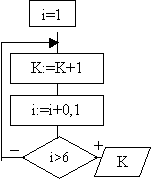 i=1
K:=K+1
i:=i+0,1
i>6
− +
K